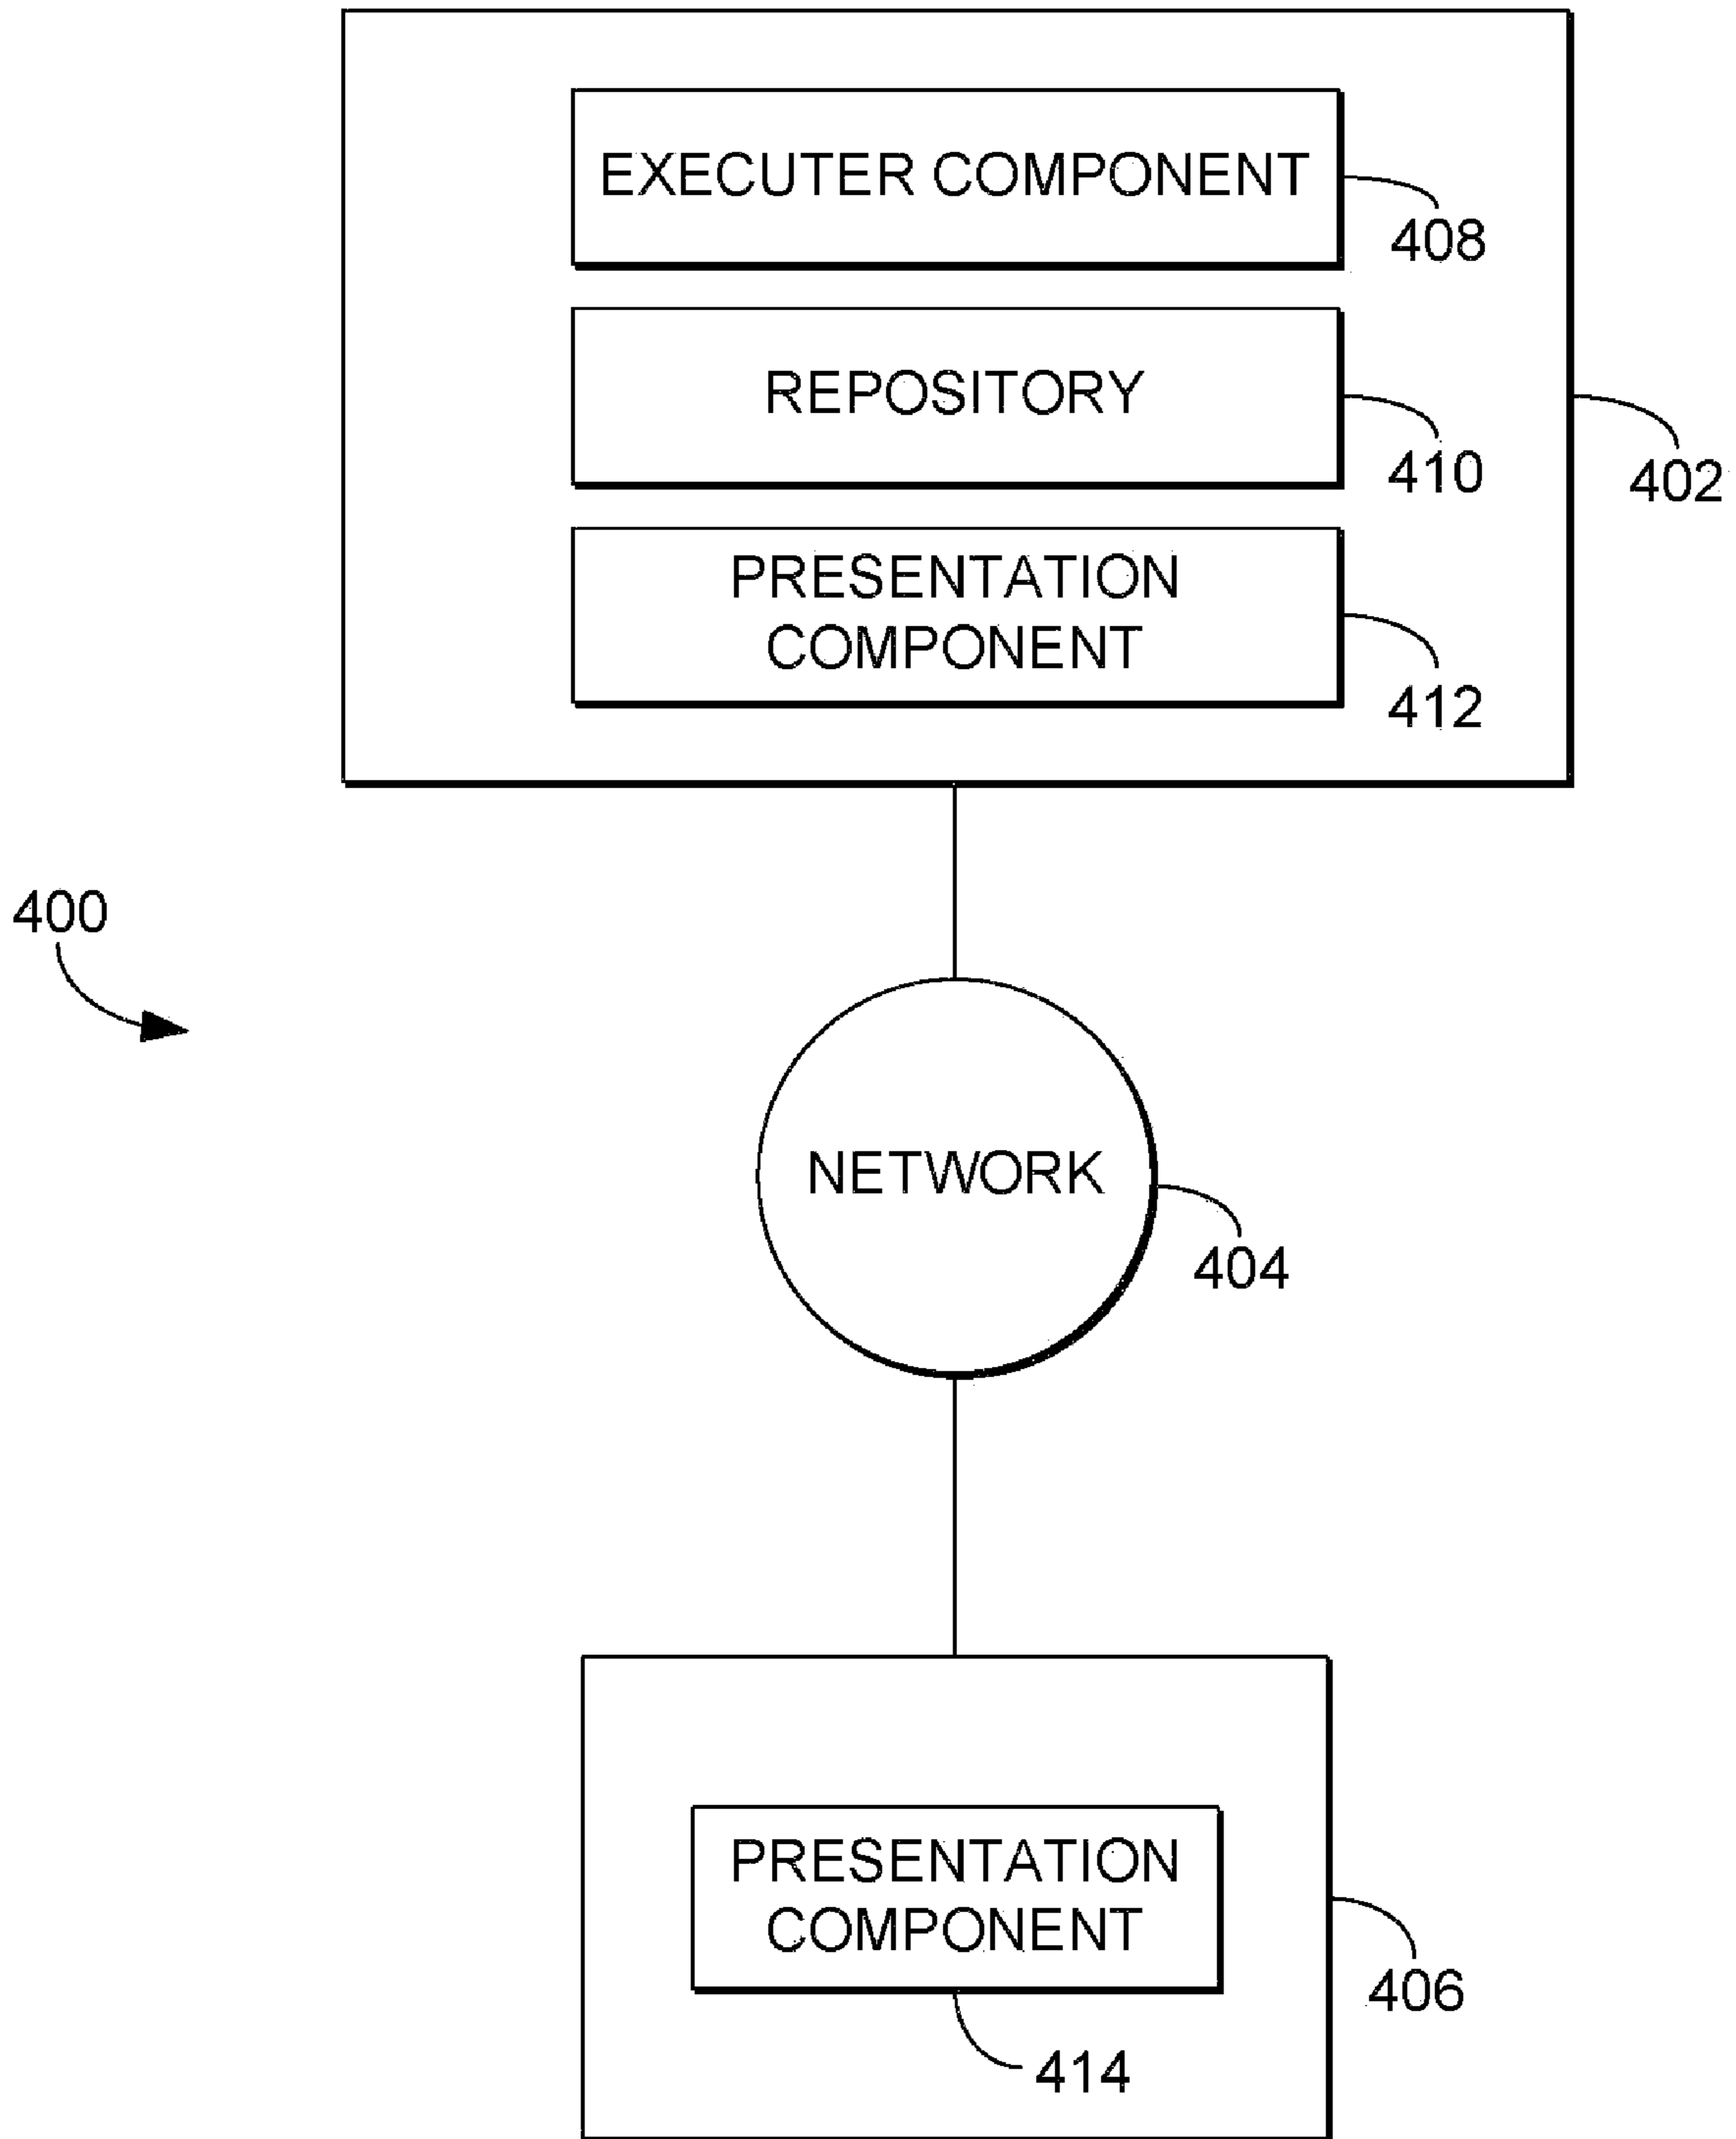 EXECUTER COMPONENT
408
REPOSITORY
410
402
PRESENTATION
COMPONENT
412
400
NETWORK
404
PRESENTATION
COMPONENT
406
414